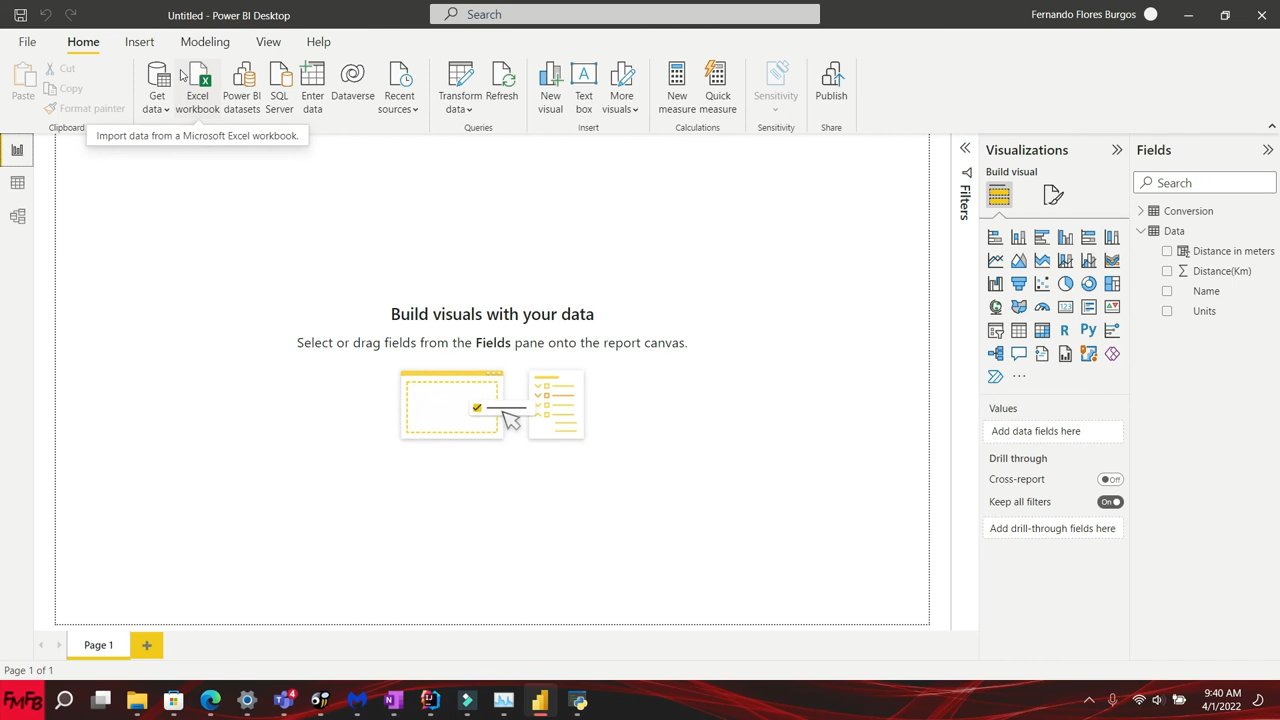 Untitled - Power BI Desktop
Search
Fernando Flores Burgos
File
Home
Insert
Modeling
View
Help
Paste
Cut
Copy
Format painter
Clipboard
Get data
Excel workbook
Power BI datasets
SQL Server
Enter data
Dataverse
Recent sources
Transform data
Refresh
Queries
New visual
Text box
More visuals
Insert
New measure
Quick measure
Calculations
Sensitivity
Sensitivity
Publish
Share
Import data from a Microsoft Excel workbook.
Build visuals with your data
Select or drag fields from the Fields pane onto the report canvas.
Filters
Visualizations
Build visual
R
Py
123
Values
Add data fields here
Drill through
Cross-report
Off
Keep all filters
On
Add drill-through fields here
Fields
Search
Conversion
Data
Distance in meters
Distance(Km)
Name
Units
Page 1
Page 1 of 1
FMFB
4
9:40 AM
4/1/2022